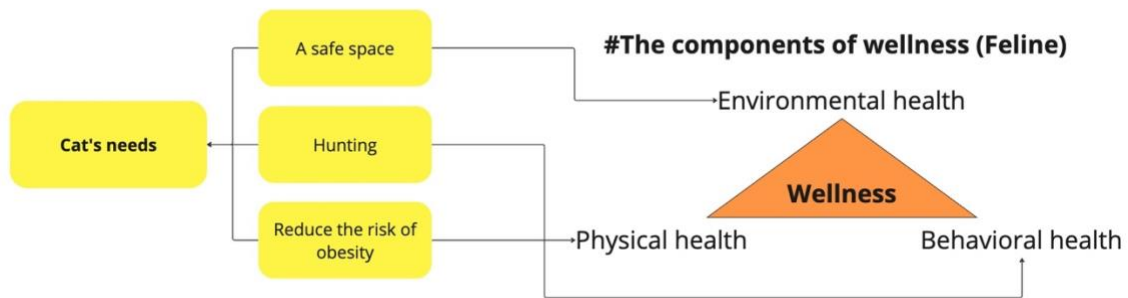 A safe space
#The components of wellness (Feline)
Environmental health
Cat's needs
Hunting
Wellness
Reduce the risk of
obesity
Physical health
Behavioral health